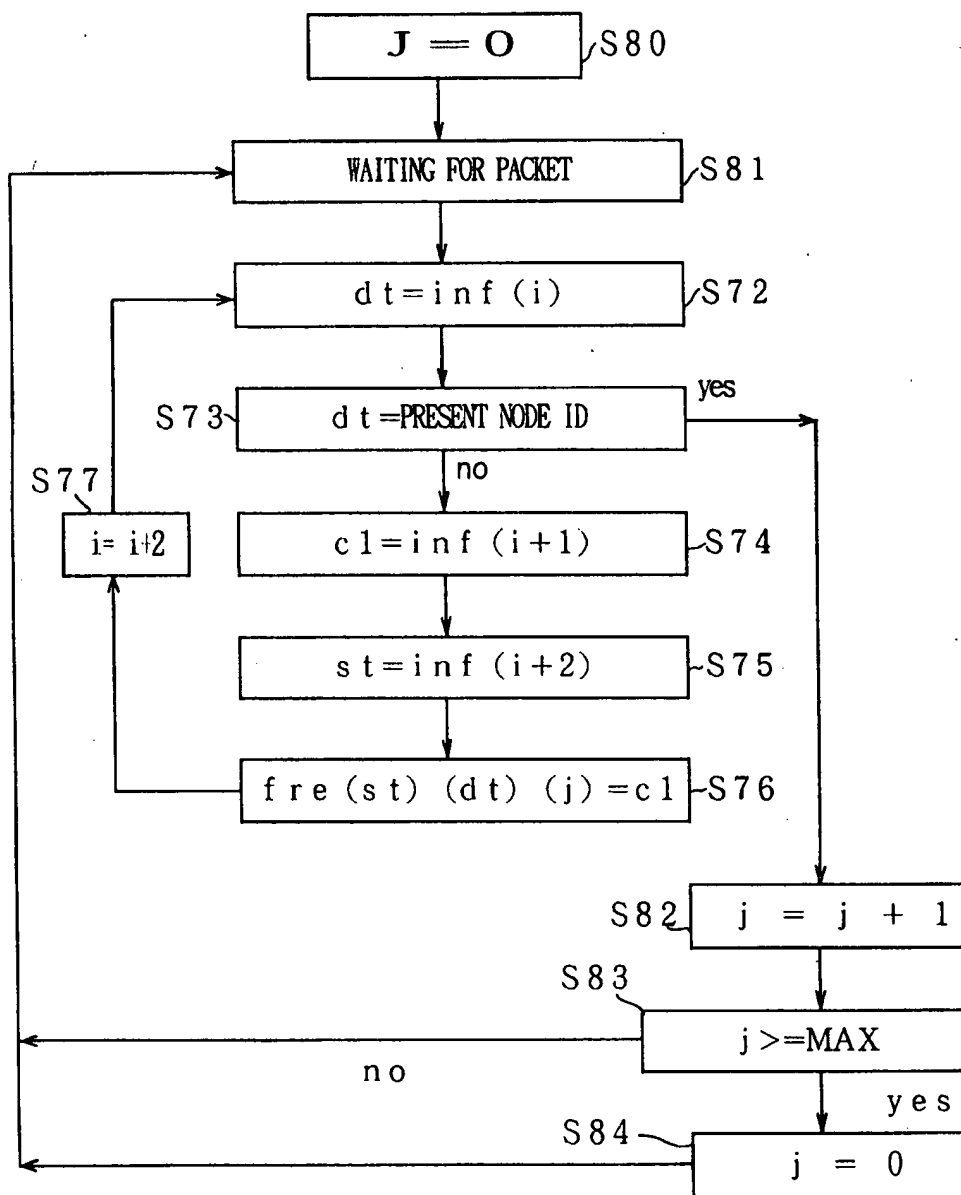 J = O
S80
WAITING FOR PACKET
S81
dt=inf (i)
S72
S73
dt=PRESENT NODE ID
yes
no
S77
i= i+2
c1=inf (i+1)
S74
st=inf (i+2)
S75
fre (st) (dt) (j) =c1
S76
S82
j = j + 1
S83
j>=MAX
no
yes
S84
j = 0